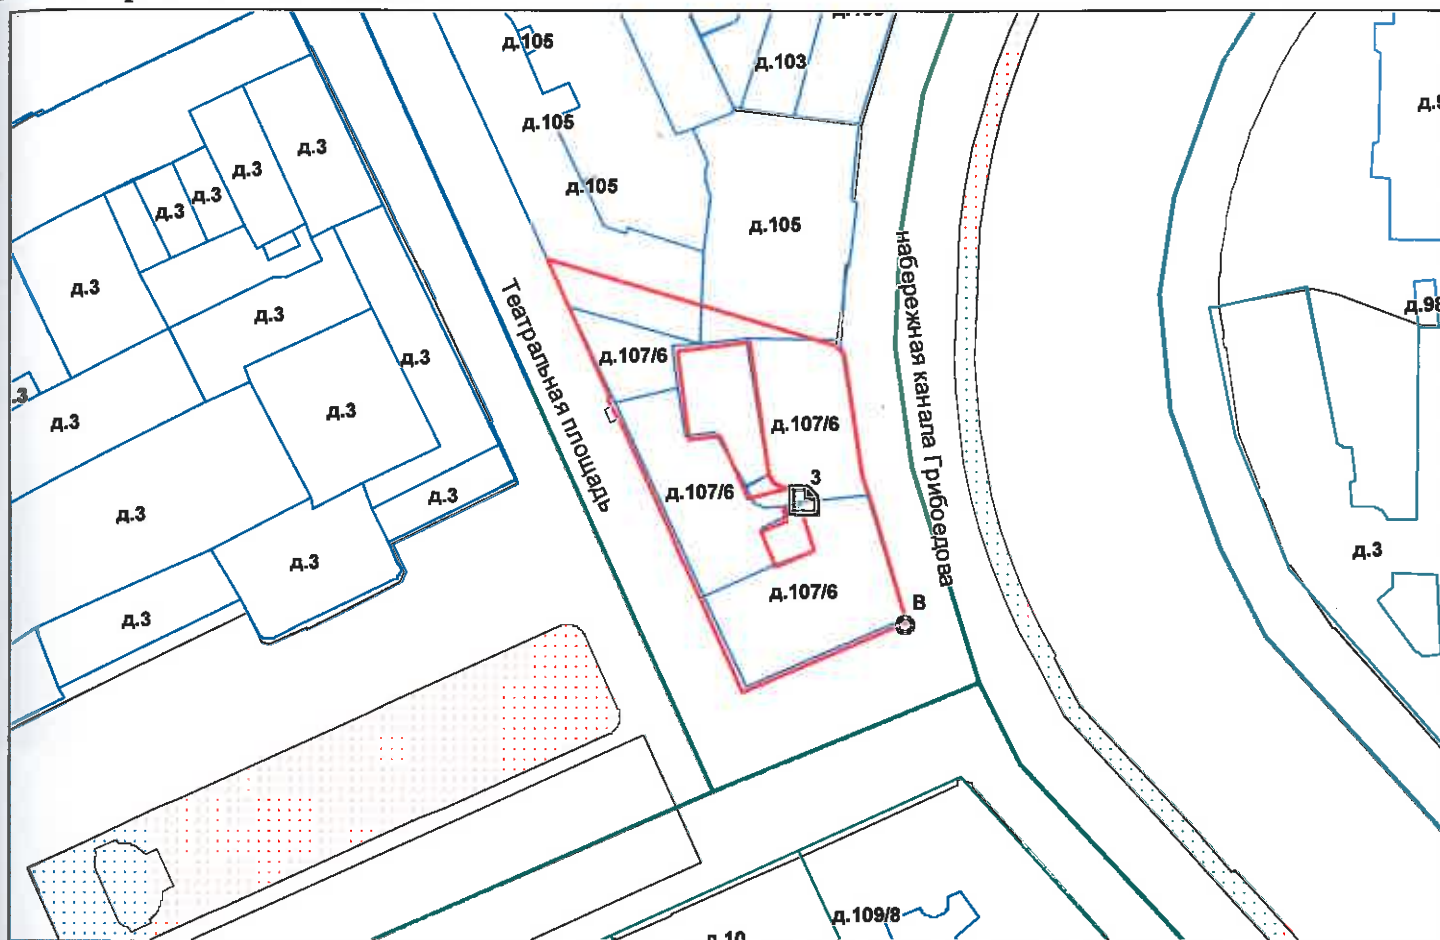 д.105
д.103
д.105
д.3
д.3
д.105
д.3
д.3
д.105
набережная канала Грибоедова
Театральная площадь
д.3
д.3
д.98
д.107/6
д.3
.3
д.3
д.3
д.107/6
3
д.107/6
д.3
д.3
д.3
д.3
д.107/6
В
д.3
д.109/8
д.10